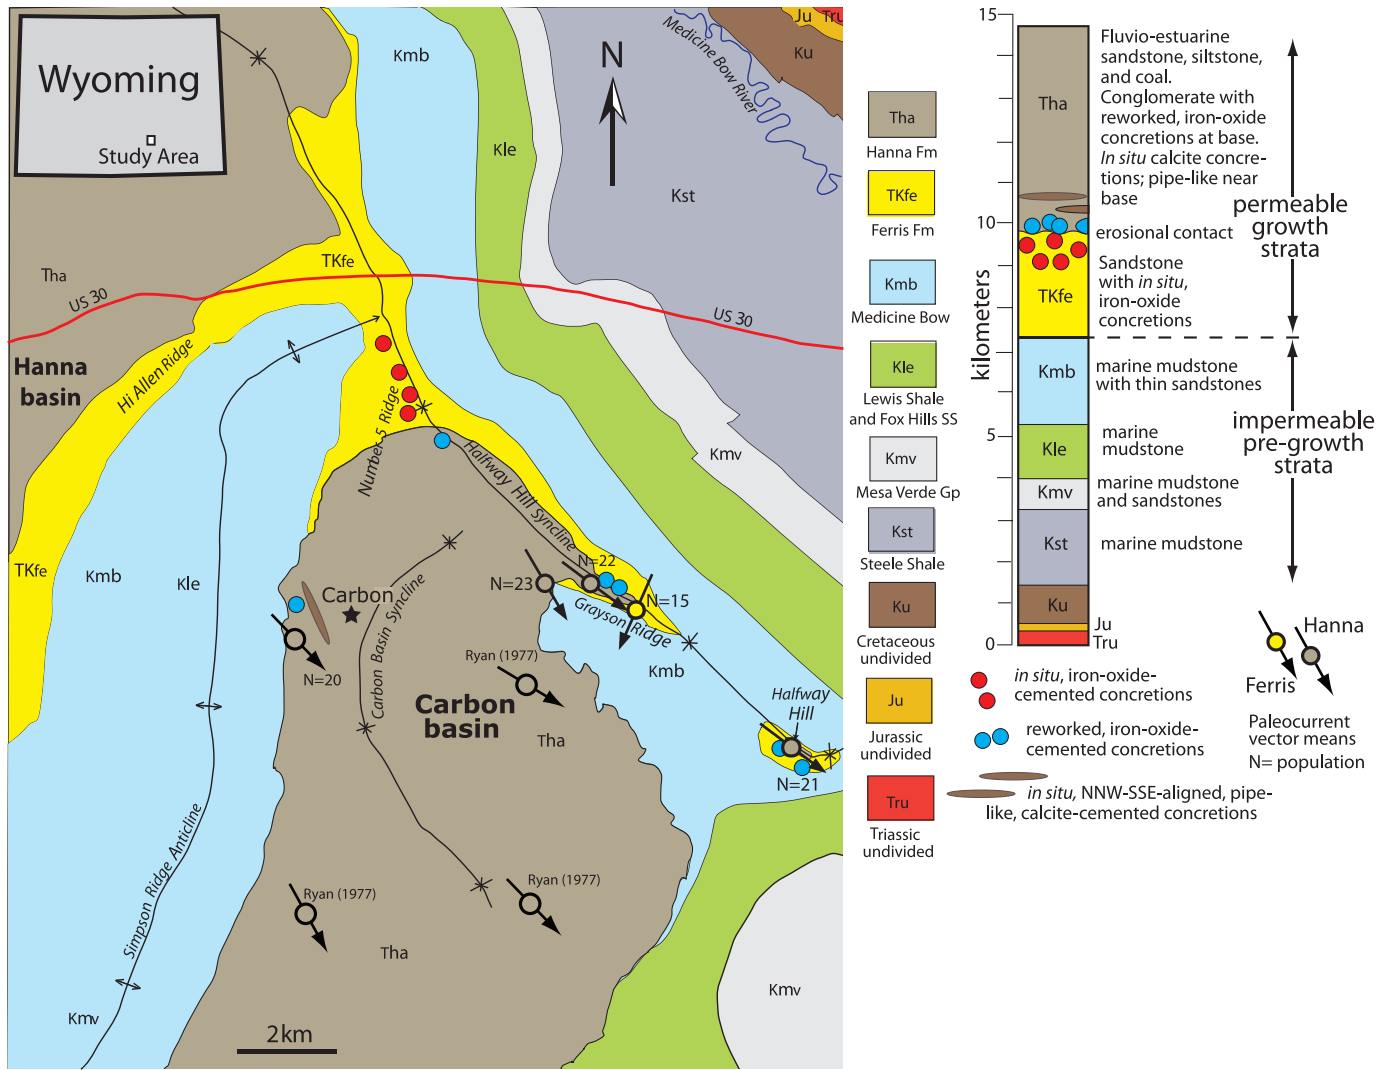 Wyoming
Study Area
N
Medicine Bow River
Ju
Tru
Ku
Kmb
Kle
Kst
Tha
TKfe
US 30
US 30
Hanna
basin
Hi Allen Ridge
Number 5 Ridge
Halfway Hill Syncline
Kmv
TKfe
Kmb
Kle
Carbon
N=20
Carbon Basin Syncline
N=22
N=23
N=15
Grayson Ridge
Kmb
Ryan (1977)
Carbon
basin
Tha
Halfway
Hill
N=21
Simpson Ridge Anticline
Ryan (1977)
Ryan (1977)
Tha
Kmv
Kmv
2km
Tha
Hanna Fm
TKfe
Ferris Fm
Kmb
Medicine Bow
Kle
Lewis Shale
and Fox Hills SS
Kmv
Mesa Verde Gp
Kst
Steele Shale
Ku
Cretaceous
undivided
Ju
Jurassic
undivided
Tru
Triassic
undivided
15
10
5
0
kilometers
Tha
TKfe
Kmb
Kle
Kmv
Kst
Ku
Ju
Tru
Fluvio-estuarine
sandstone, siltstone,
and coal.
Conglomerate with
reworked, iron-oxide
concretions at base.
In situ calcite concre-
tions; pipe-like near
base
erosional contact
Sandstone
with in situ,
iron-oxide
concretions
marine mudstone
with thin sandstones
marine
mudstone
marine mudstone
and sandstones
marine mudstone
permeable
growth
strata
impermeable
pre-growth
strata
in situ, iron-oxide-
cemented concretions
reworked, iron-oxide-
cemented concretions
in situ, NNW-SSE-aligned, pipe-
like, calcite-cemented concretions
Hanna
Ferris
Paleocurrent
vector means
N= population